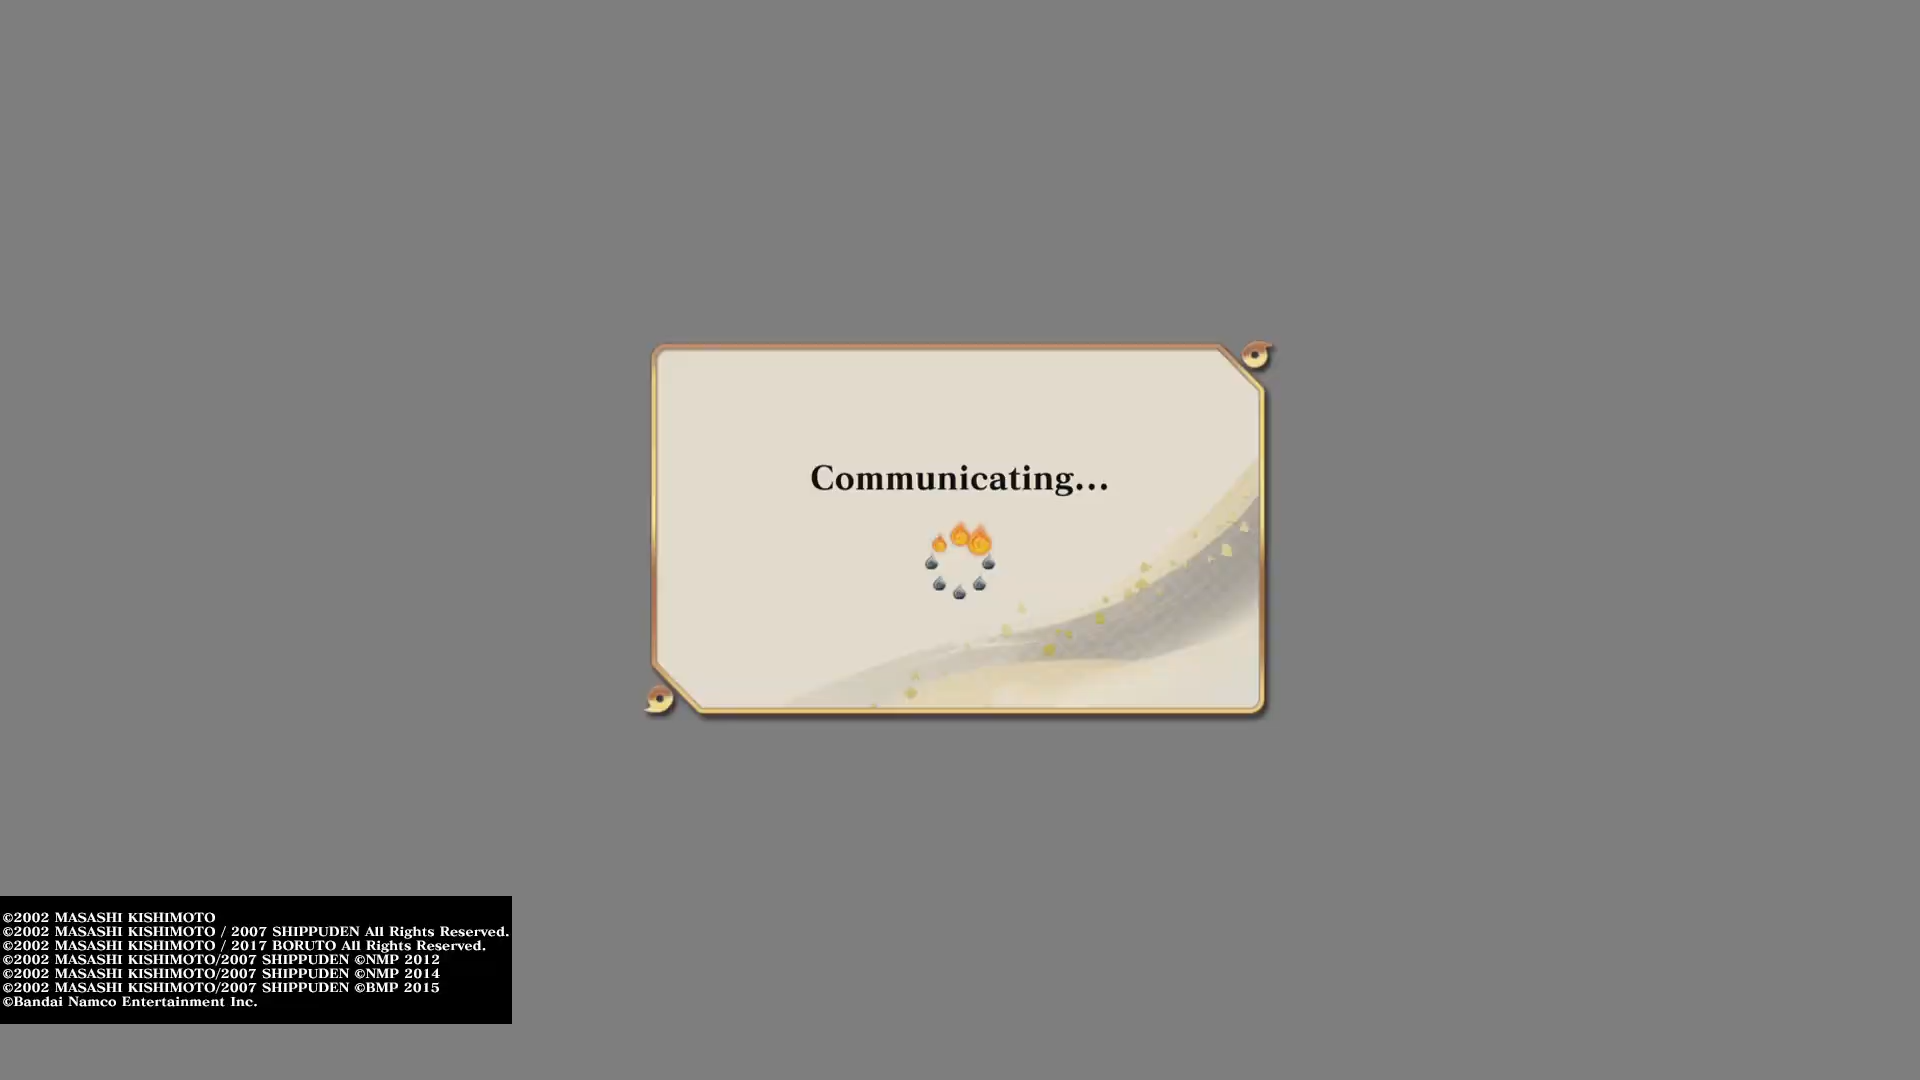 Communicating...
©2002 MASASHI KISHIMOTO
©2002 MASASHI KISHIMOTO / 2007 SHIPPUDEN All Rights Reserved.
©2002 MASASHI KISHIMOTO / 2017 BORUTO All Rights Reserved.
©2002 MASASHI KISHIMOTO/2007 SHIPPUDEN ©NMP 2012
©2002 MASASHI KISHIMOTO/2007 SHIPPUDEN ©NMP 2014
©2002 MASASHI KISHIMOTO/2007 SHIPPUDEN ©BMP 2015
©Bandai Namco Entertainment Inc.